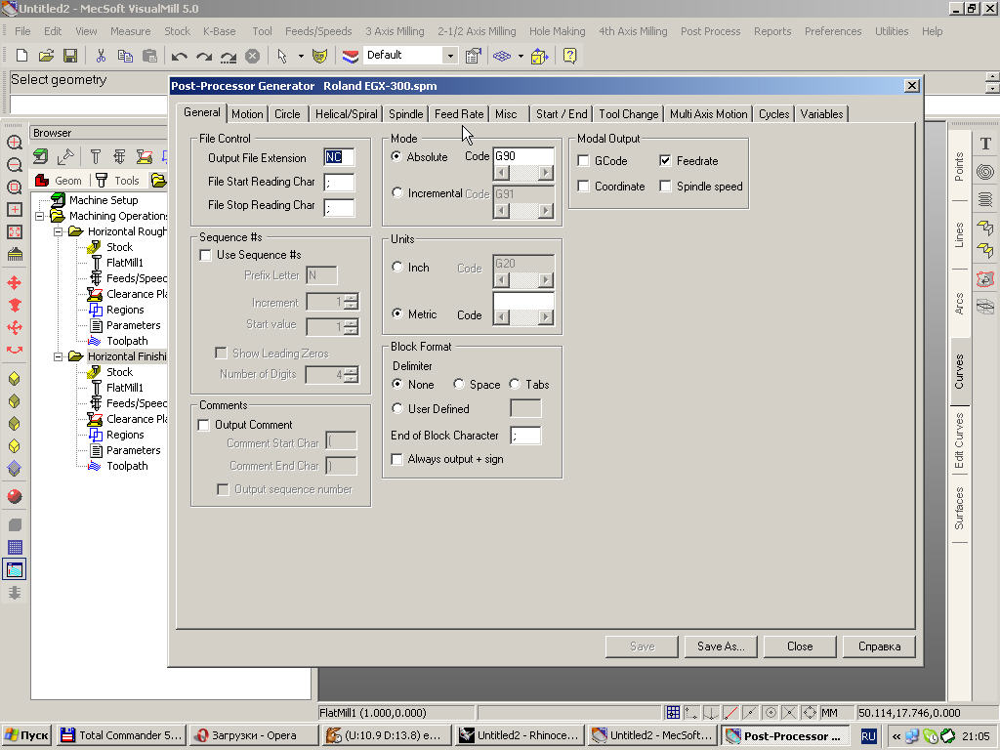 Untitled2 - MecSoft VisualMill 5.0
File Edit View Measure Stock K-Base Tool Feeds/Speeds 3 Axis Milling 2-1/2 Axis Milling Hole Making 4th Axis Milling Post Process Reports Preferences Utilities Help
Default
Select geometry
Browser
Geom Tools
Machine Setup
Machining Operations
Horizontal Rough
Stock
FlatMill1
Feeds/Speed
Clearance Pla
Regions
Parameters
Toolpath
Horizontal Finishi
Stock
FlatMill1
Feeds/Speed
Clearance Pla
Regions
Parameters
Toolpath
Post-Processor Generator Roland EGX-300.spm
General Motion Circle Helical/Spiral Spindle Feed Rate Misc Start / End Tool Change Multi Axis Motion Cycles Variables
File Control
Output File Extension NC
File Start Reading Char ;
File Stop Reading Char ;
Sequence #s
Use Sequence #s
Prefix Letter N
Increment 1
Start value 1
Show Leading Zeros
Number of Digits 4
Comments
Output Comment
Comment Start Char (
Comment End Char )
Output sequence number
Mode
Absolute Code G90
Incremental Code G91
Units
Inch Code G20
Metric Code
Block Format
Delimiter
None Space Tabs
User Defined
End of Block Character ;
Always output + sign
Modal Output
GCode Feedrate
Coordinate Spindle speed
Save Save As... Close Справка
Points
Lines
Arcs
Curves
Edit Curves
Surfaces
T
FlatMill1 (1.000,0.000) MM 50.114,17.746,0.000
Пуск Total Commander 5... Загрузки - Opera (U:10.9 D:13.8) e... Untitled2 - Rhinoce... Untitled2 - MecSoft... Post-Processor ... RU « 21:05